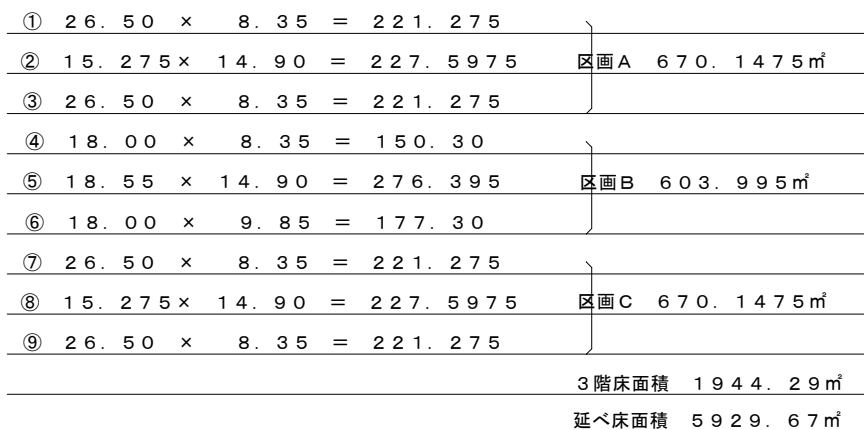 ① 26.50 × 8.35 = 221.275
② 15.275× 14.90 = 227.5975 区画A 670.1475㎡
③ 26.50 × 8.35 = 221.275
④ 18.00 × 8.35 = 150.30
⑤ 18.55 × 14.90 = 276.395 区画B 603.995㎡
⑥ 18.00 × 9.85 = 177.30
⑦ 26.50 × 8.35 = 221.275
⑧ 15.275× 14.90 = 227.5975 区画C 670.1475㎡
⑨ 26.50 × 8.35 = 221.275
3階床面積 1944.29㎡
延べ床面積 5929.67㎡